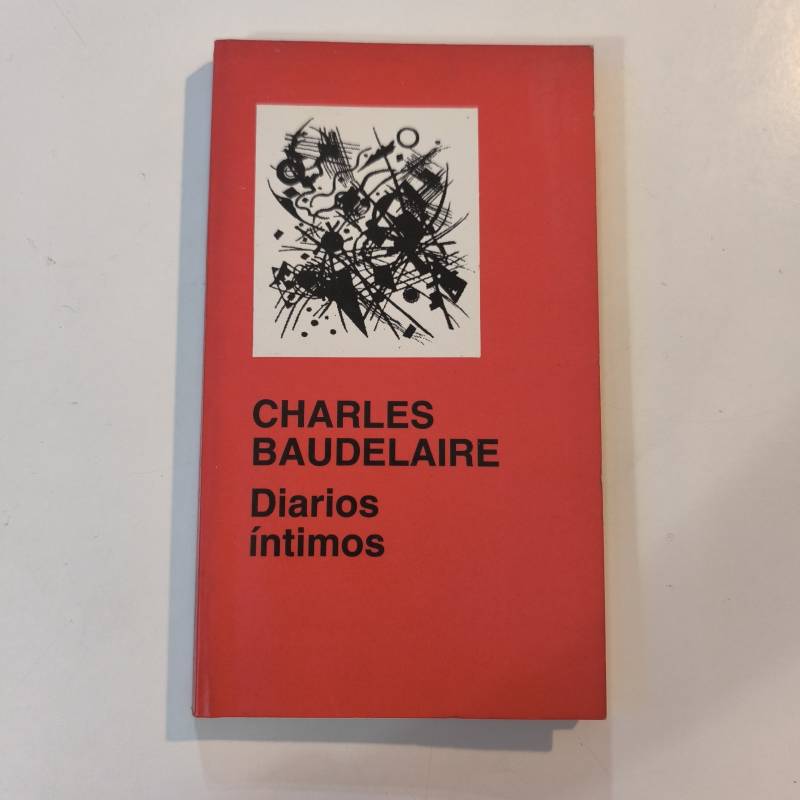 CHARLES
BAUDELAIRE
Diarios
íntimos